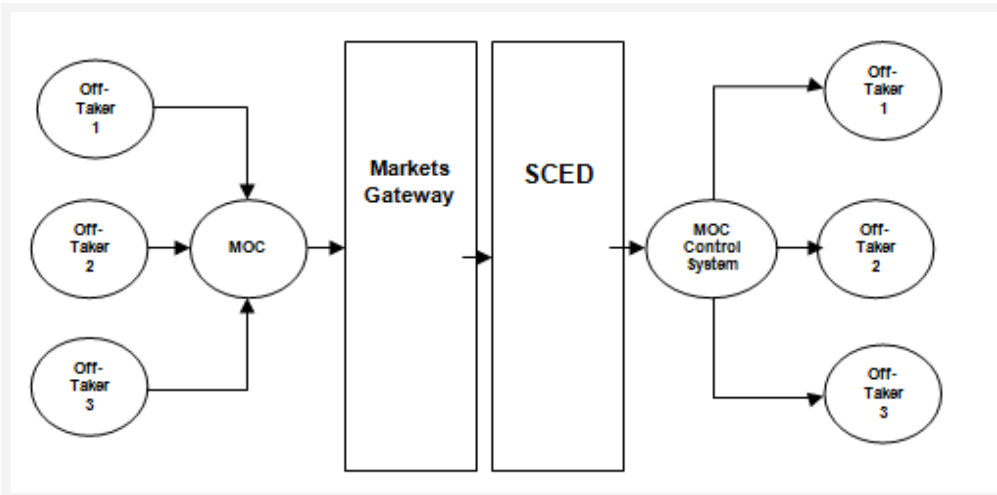 Off-
Taker
1
Off-
Taker
2
Off-
Taker
3
MOC
Markets
Gateway
SCED
MOC
Control
System
Off-
Taker
1
Off-
Taker
2
Off-
Taker
3